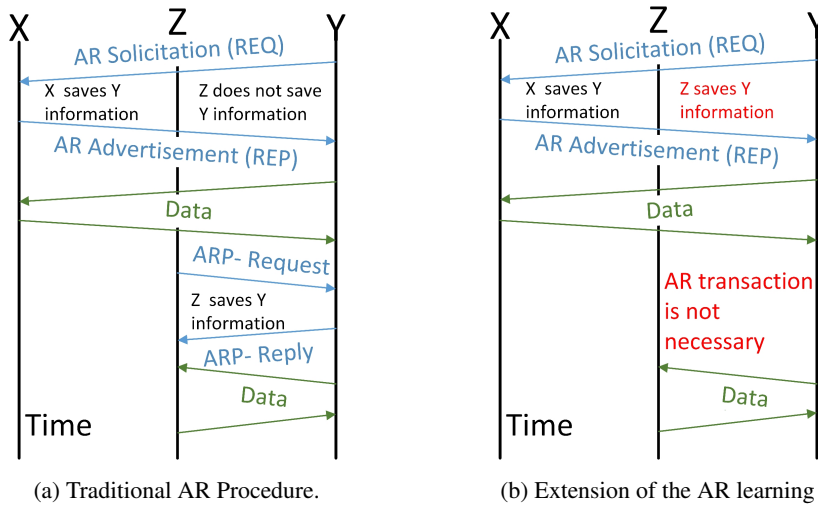 X Z Y
AR Solicitation (REQ)
X saves Y
information
Z does not save
Y information
AR Advertisement (REP)
Data
ARP- Request
Z saves Y
information
ARP- Reply
Data
Time
(a) Traditional AR Procedure.
X Z Y
AR Solicitation (REQ)
X saves Y
information
Z saves Y
information
AR Advertisement (REP)
Data
AR transaction
is not
necessary
Data
Time
(b) Extension of the AR learning